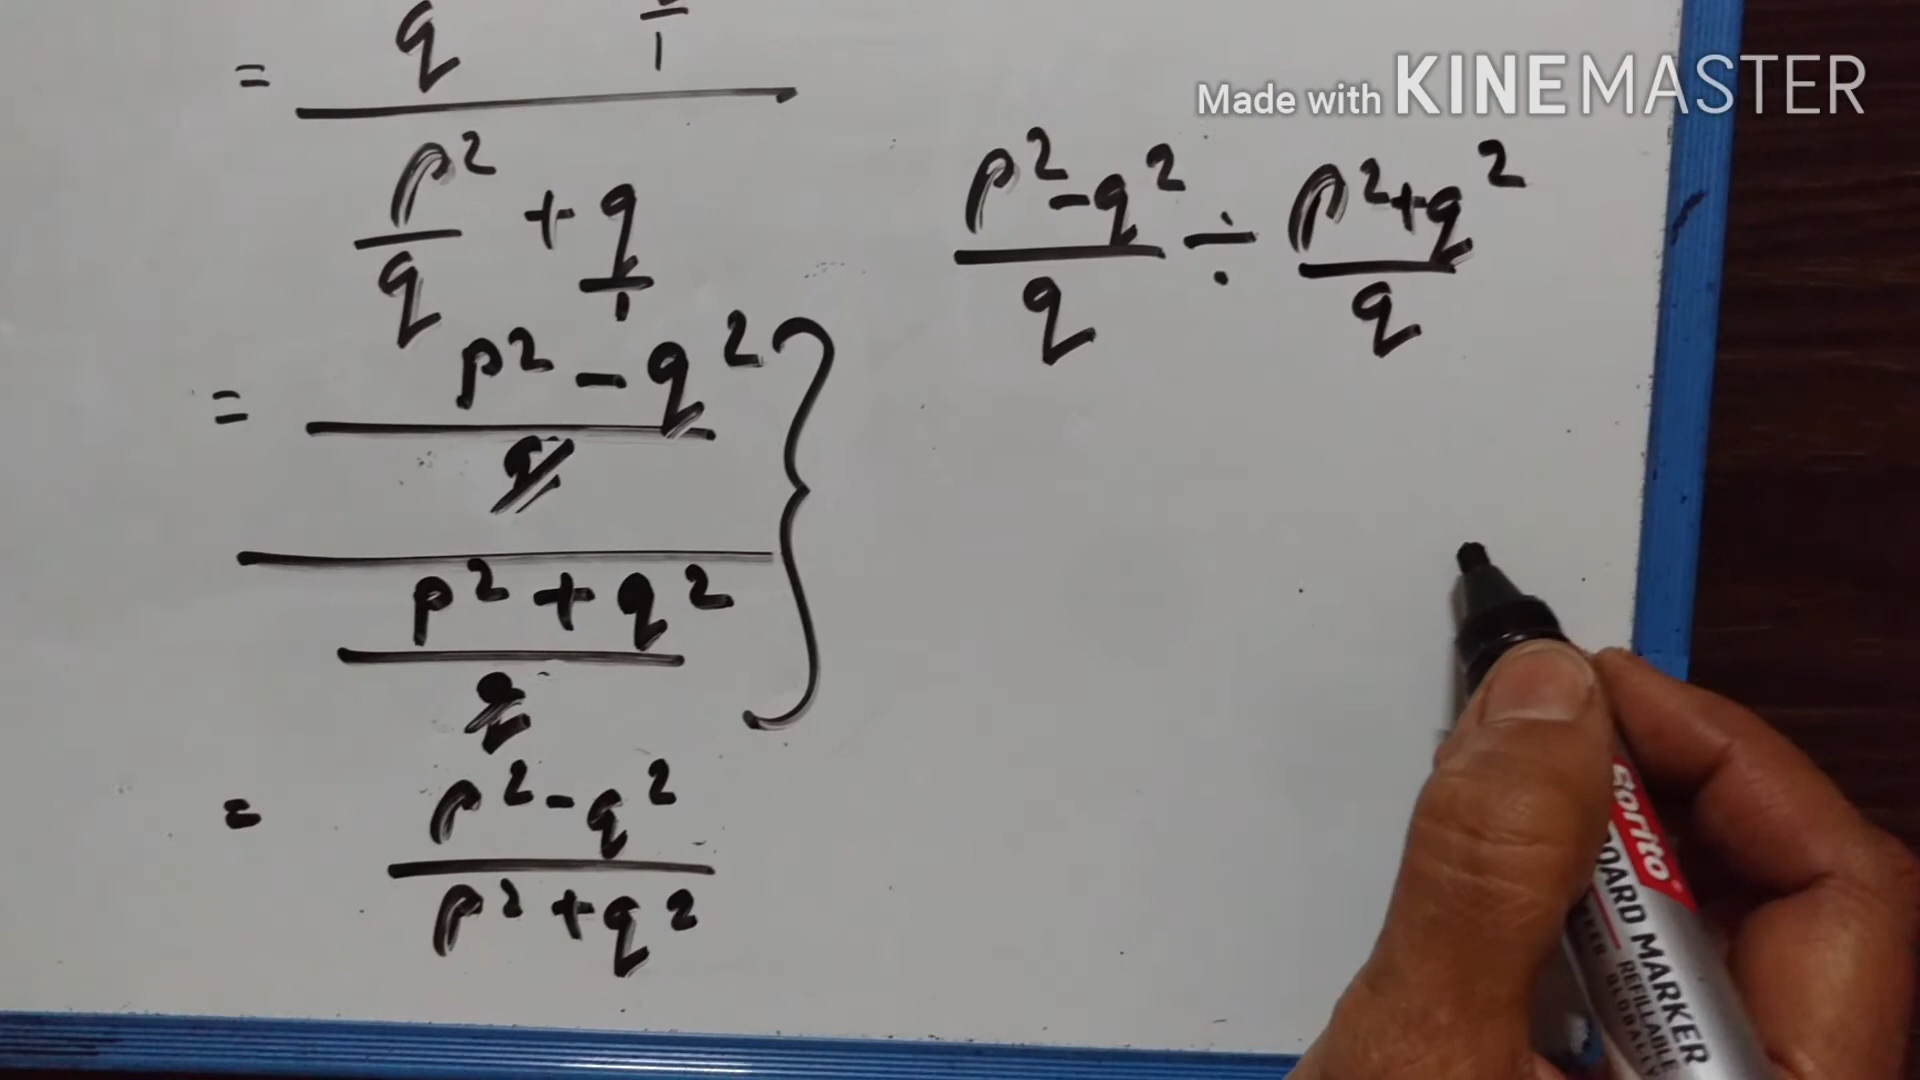 Made with KINEMASTER
= q 1
p² / q + q / 1
= p² - q² / q
p² + q² / q
= p² - q² / p² + q²
p² - q² / q ÷ p² + q² / q
BOARD MARKER
REFILLABLE
GLOBALLY